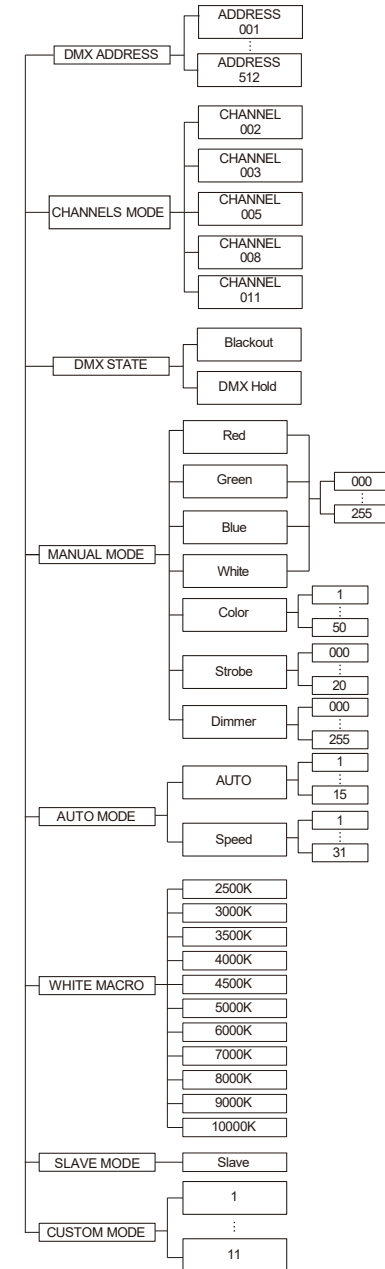 DMX ADDRESS
ADDRESS
001
ADDRESS
512
CHANNELS MODE
CHANNEL
002
CHANNEL
003
CHANNEL
005
CHANNEL
008
CHANNEL
011
DMX STATE
Blackout
DMX Hold
MANUAL MODE
Red
Green
Blue
White
000
255
Color
1
50
Strobe
000
20
Dimmer
000
255
AUTO MODE
AUTO
1
15
Speed
1
31
WHITE MACRO
2500K
3000K
3500K
4000K
4500K
5000K
6000K
7000K
8000K
9000K
10000K
SLAVE MODE
Slave
CUSTOM MODE
1
11